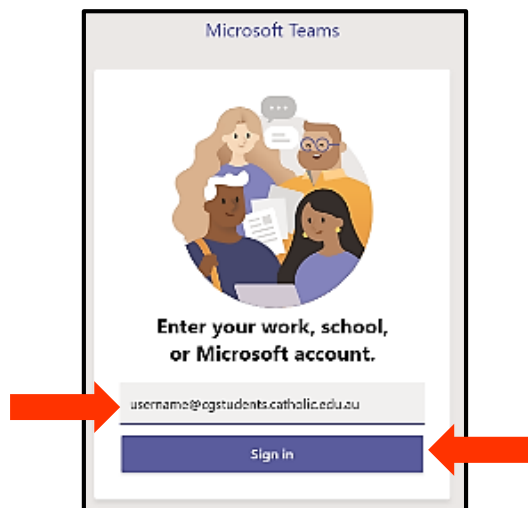 Microsoft Teams
Enter your work, school,
or Microsoft account.
username@cgstudents.catholic.edu.au
Sign in